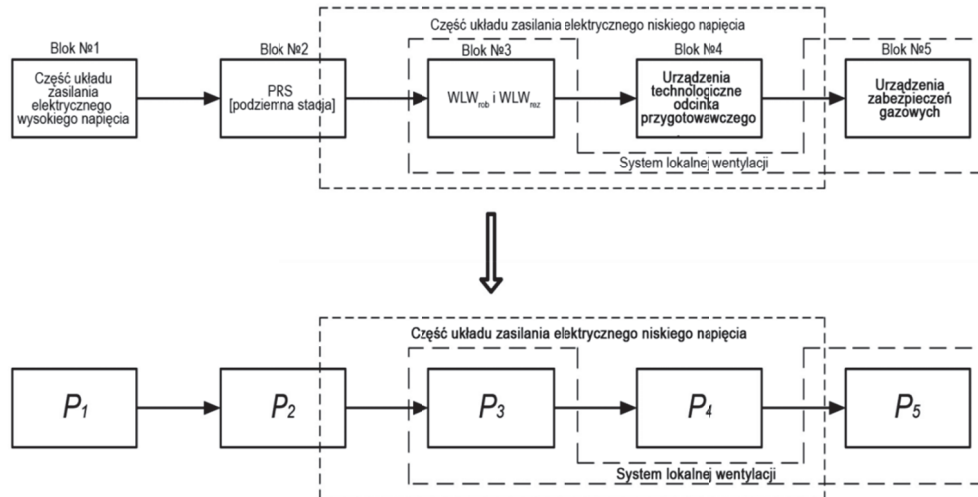 Część układu zasilania elektrycznego niskiego napięcia
Blok №1
Blok №2
Blok №3
Blok №4
Blok №5
Część układu
zasilania
elektrycznego
wysokiego napięcia
PRS
[podzierna stacja]
WLWrob i WLWrez
Urządzenia
technologiczne
odcinka
przygotowawczego
Urządzenia
zabezpieczeń
gazowych
System lokalnej wentylacji
Część układu zasilania elektrycznego niskiego napięcia
P1
P2
P3
P4
P5
System lokalnej wentylacji